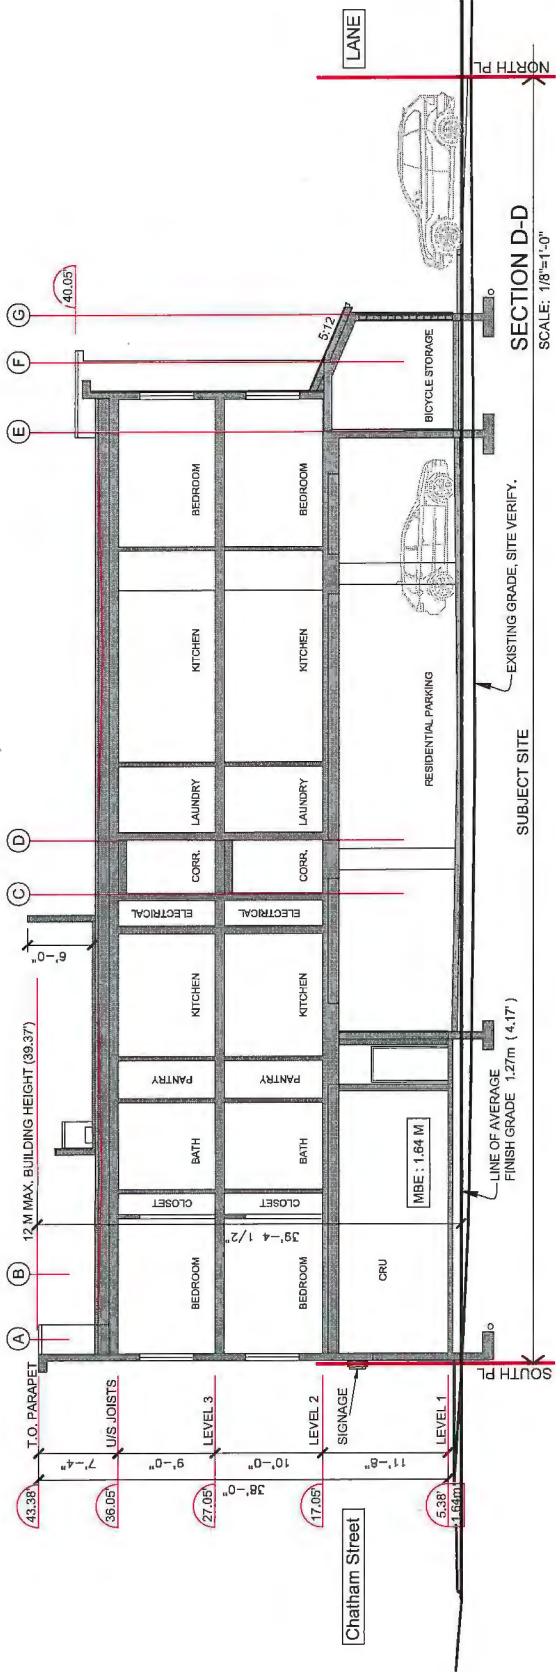 A
B
C
D
E
F
G
T.O. PARAPET
43.38'
12 M MAX. BUILDING HEIGHT (39.37')
6'-0"
40.05'
7'-4"
U/S JOISTS
36.05'
9'-0"
BEDROOM
CLOSET
BATH
PANTRY
KITCHEN
ELECTRICAL
CORR.
LAUNDRY
KITCHEN
BEDROOM
LEVEL 3
27.05'
38'-0"
10'-0"
39'-4 1/2"
BEDROOM
CLOSET
BATH
PANTRY
KITCHEN
ELECTRICAL
CORR.
LAUNDRY
KITCHEN
BEDROOM
LEVEL 2
17.05'
5:12
LANE
SIGNAGE
11'-8"
Chatham Street
CRU
MBE : 1.64 M
RESIDENTIAL PARKING
BICYCLE STORAGE
LEVEL 1
5.38'
1.64m
LINE OF AVERAGE
FINISH GRADE 1.27m ( 4.17' )
EXISTING GRADE, SITE VERIFY.
SOUTH PL
SUBJECT SITE
NORTH PL
SECTION D-D
SCALE: 1/8"=1'-0"